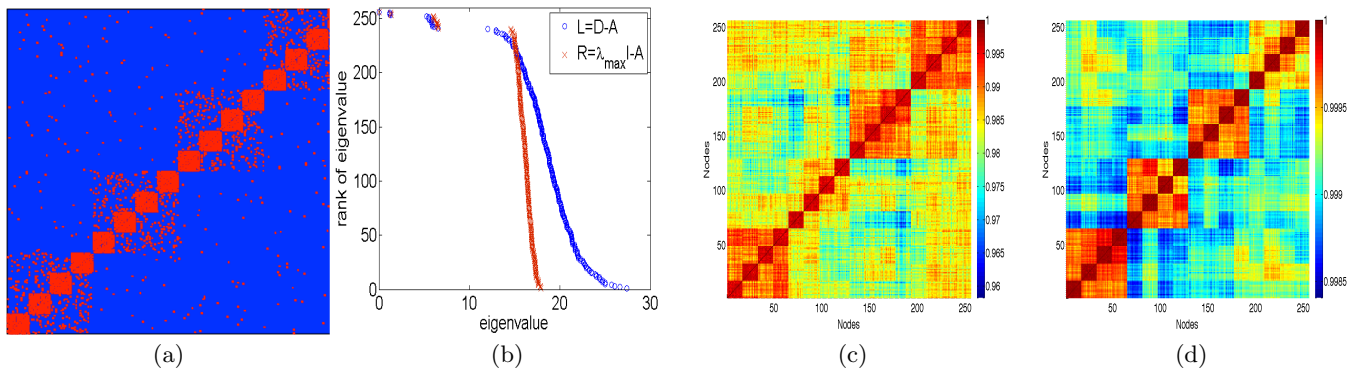 250
200
150
100
50
0
rank of eigenvalue
0 10 20 30
eigenvalue
L=D-A
R=λmaxI-A
250
200
150
100
50
Nodes
50 100 150 200 250
Nodes
1
0.995
0.99
0.985
0.98
0.975
0.97
0.965
0.96
250
200
150
100
50
Nodes
50 100 150 200 250
Nodes
1
0.9995
0.999
0.9985
(a) (b) (c) (d)